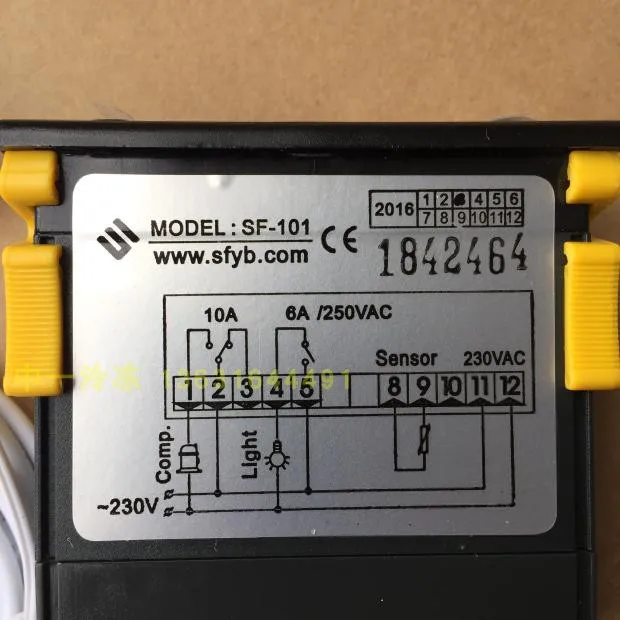 MODEL : SF-101
www.sfyb.com
CE
2016 1 2 4 5 6
7 8 9 10 11 12
1842464
10A 6A /250VAC
Sensor 230VAC
1 2 3 4 5 8 9 10 11 12
Comp.
Light
~230V